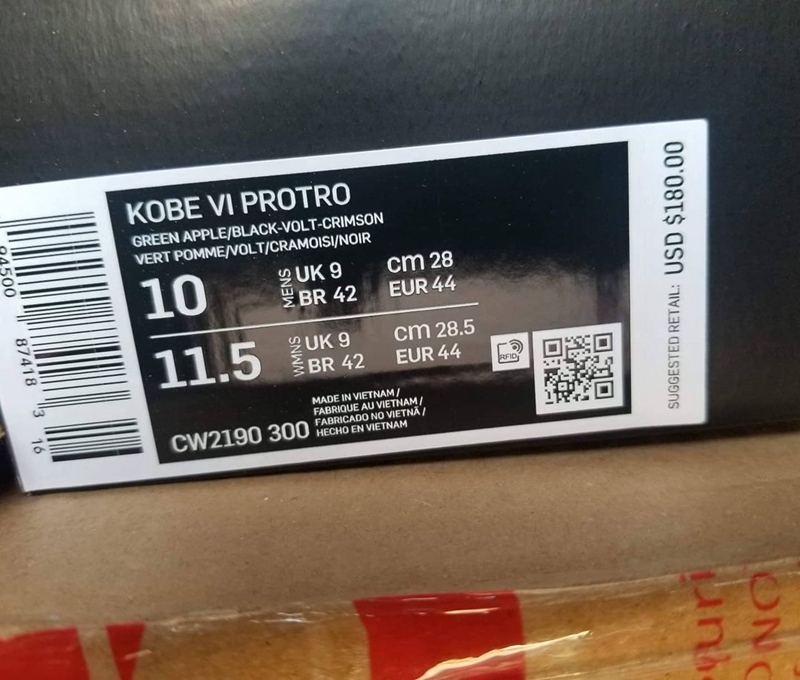 94500
87418
3
16
KOBE VI PROTRO
GREEN APPLE/BLACK-VOLT-CRIMSON
VERT POMME/VOLT/CRAMOISI/NOIR
10 MENS UK 9 cm 28
BR 42 EUR 44
11.5 WMNS UK 9 cm 28.5
BR 42 EUR 44
RFID
MADE IN VIETNAM /
FABRIQUE AU VIETNAM /
FABRICADO NO VIETNÃ /
HECHO EN VIETNAM
CW2190 300
SUGGESTED RETAIL: USD $180.00